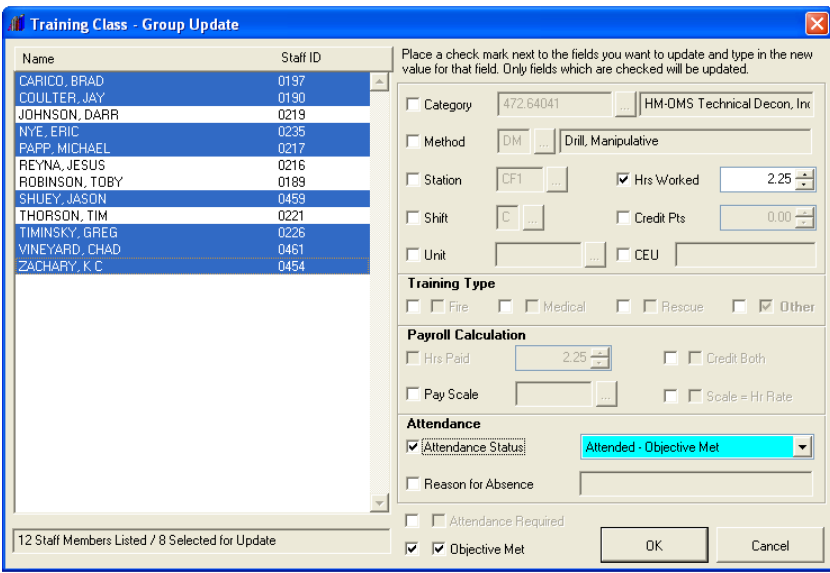 Training Class - Group Update
Name Staff ID
CARICO, BRAD 0197
COULTER, JAY 0190
JOHNSON, DARR 0219
NYE, ERIC 0235
PAPP, MICHAEL 0217
REYNA, JESUS 0216
ROBINSON, TOBY 0189
SHUEY, JASON 0459
THORSON, TIM 0221
TIMINSKY, GREG 0226
VINEYARD, CHAD 0461
ZACHARY, K C 0454
12 Staff Members Listed / 8 Selected for Update
Place a check mark next to the fields you want to update and type in the new
value for that field. Only fields which are checked will be updated.
Category 472.64041 ... HM-OMS Technical Decon, Inc
Method DM ... Drill, Manipulative
Station CF1 ... Hrs Worked 2.25
Shift C ... Credit Pts 0.00
Unit ... CEU
Training Type
Fire Medical Rescue Other
Payroll Calculation
Hrs Paid 2.25 Credit Both
Pay Scale ... Scale = Hr Rate
Attendance
Attendance Status Attended - Objective Met
Reason for Absence
Attendance Required
Objective Met
OK Cancel